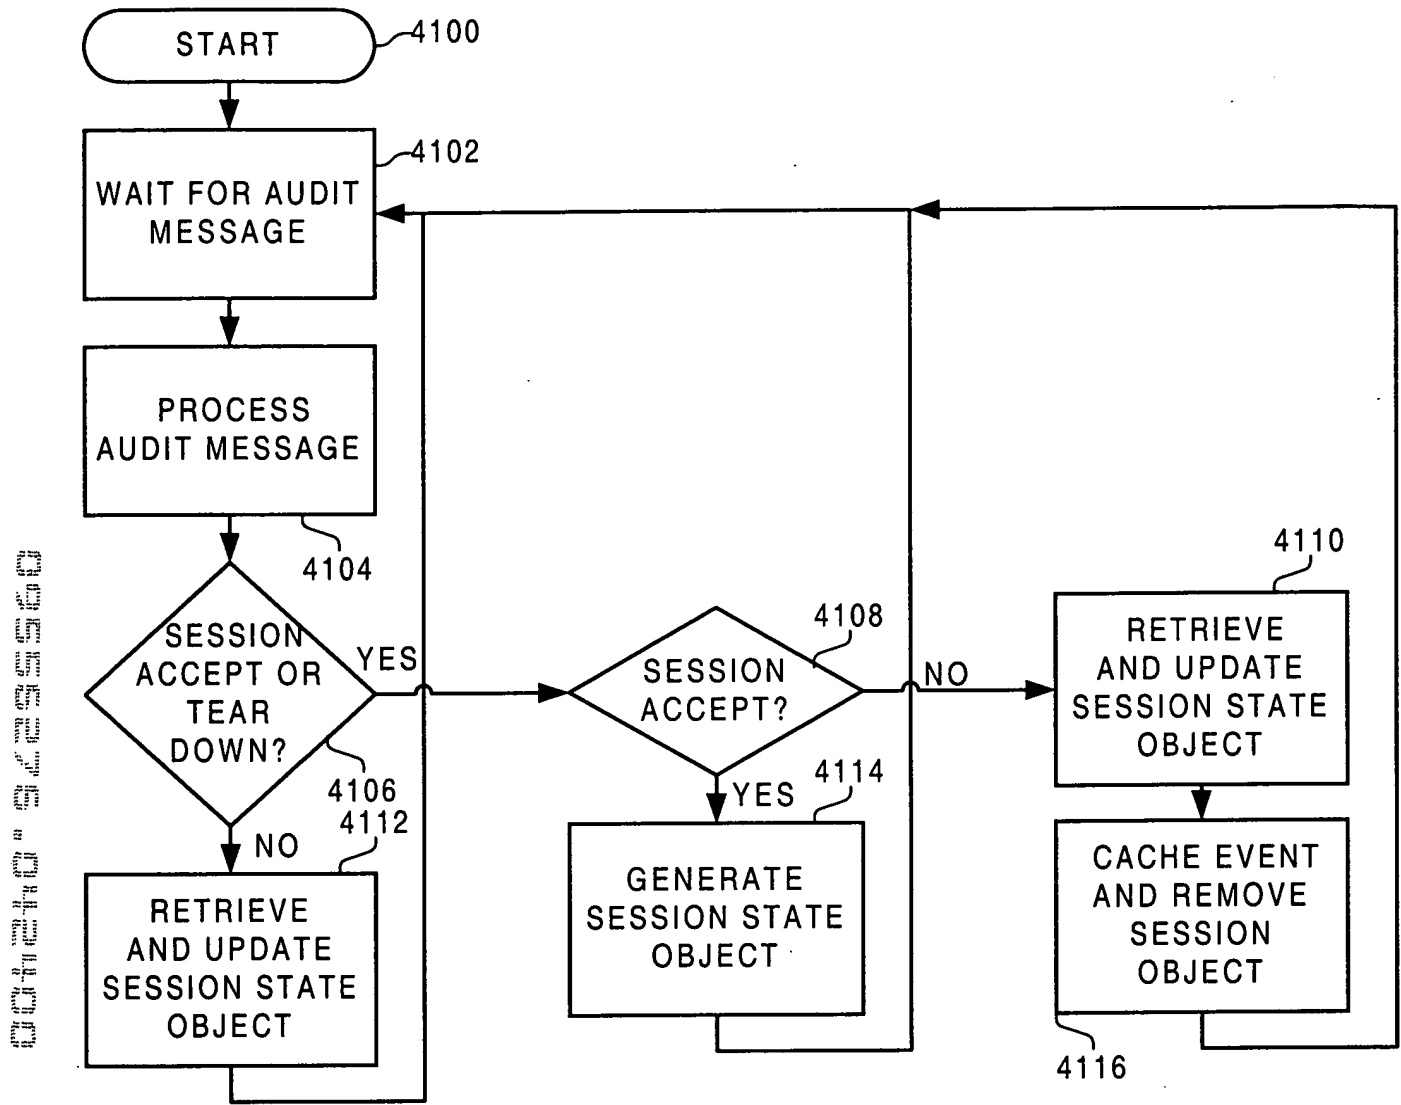 START
4100
WAIT FOR AUDIT
MESSAGE
4102
PROCESS
AUDIT MESSAGE
4104
SESSION
ACCEPT OR
TEAR
DOWN?
4106
YES
NO
4112
RETRIEVE
AND UPDATE
SESSION STATE
OBJECT
SESSION
ACCEPT?
4108
NO
YES
4114
GENERATE
SESSION STATE
OBJECT
4110
RETRIEVE
AND UPDATE
SESSION STATE
OBJECT
CACHE EVENT
AND REMOVE
SESSION
OBJECT
4116